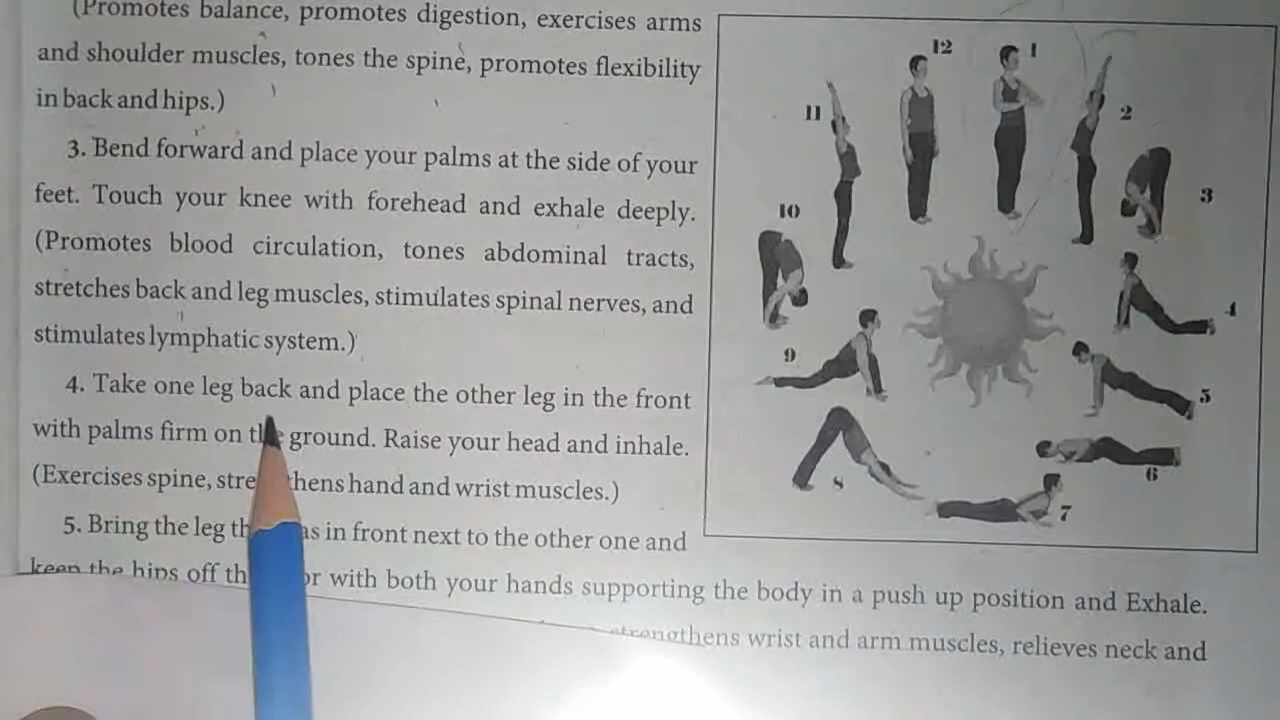 (Promotes balance, promotes digestion, exercises arms
and shoulder muscles, tones the spine, promotes flexibility
in back and hips.)
3. Bend forward and place your palms at the side of your
feet. Touch your knee with forehead and exhale deeply.
(Promotes blood circulation, tones abdominal tracts,
stretches back and leg muscles, stimulates spinal nerves, and
stimulates lymphatic system.)
4. Take one leg back and place the other leg in the front
with palms firm on the ground. Raise your head and inhale.
(Exercises spine, strengthens hand and wrist muscles.)
5. Bring the leg as in front next to the other one and
keep the hips off with both your hands supporting the body in a push up position and Exhale.
strengthens wrist and arm muscles, relieves neck and
12
1
11
2
3
10
4
9
5
6
8
7